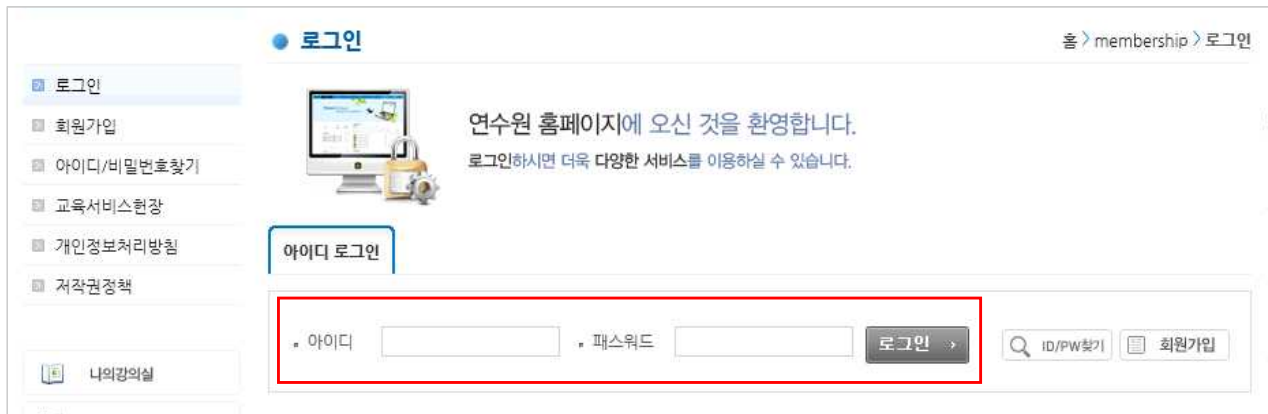 로그인
홈 > membership > 로그인
로그인
회원가입
아이디/비밀번호찾기
교육서비스헌장
개인정보처리방침
저작권정책
나의강의실
연수원 홈페이지에 오신 것을 환영합니다.
로그인하시면 더욱 다양한 서비스를 이용하실 수 있습니다.
아이디 로그인
아이디 패스워드 로그인 > ID/PW찾기 회원가입